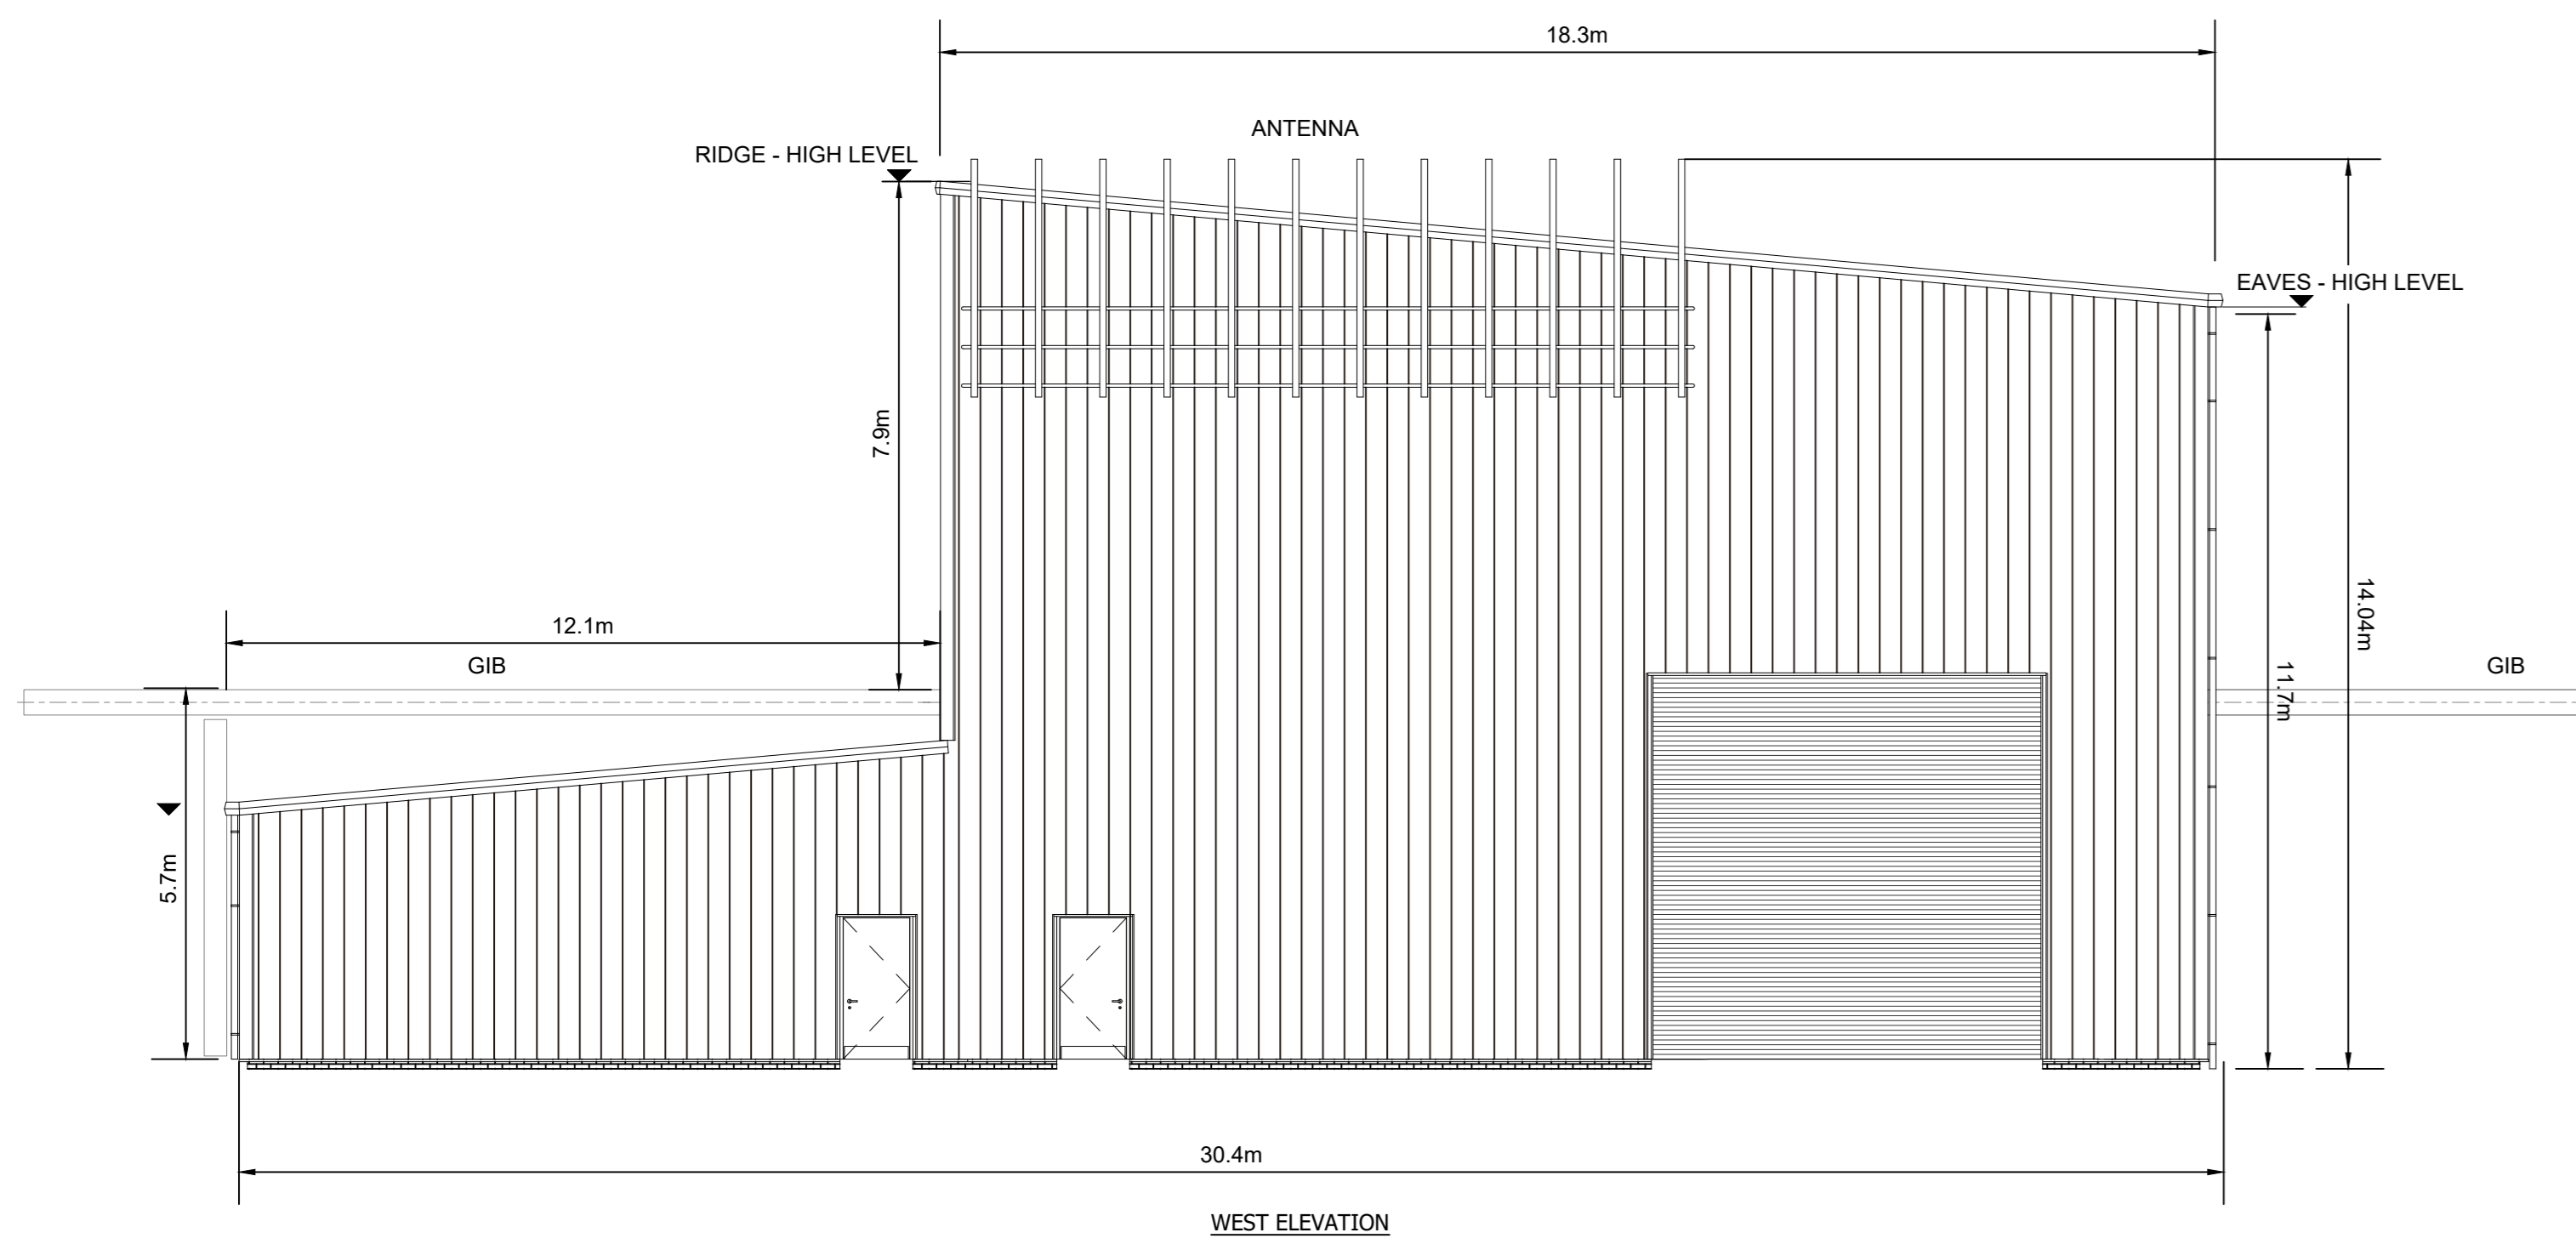 18.3m
ANTENNA
RIDGE - HIGH LEVEL
EAVES - HIGH LEVEL
7.9m
14.04m
12.1m
GIB
GIB
11.7m
5.7m
30.4m
WEST ELEVATION